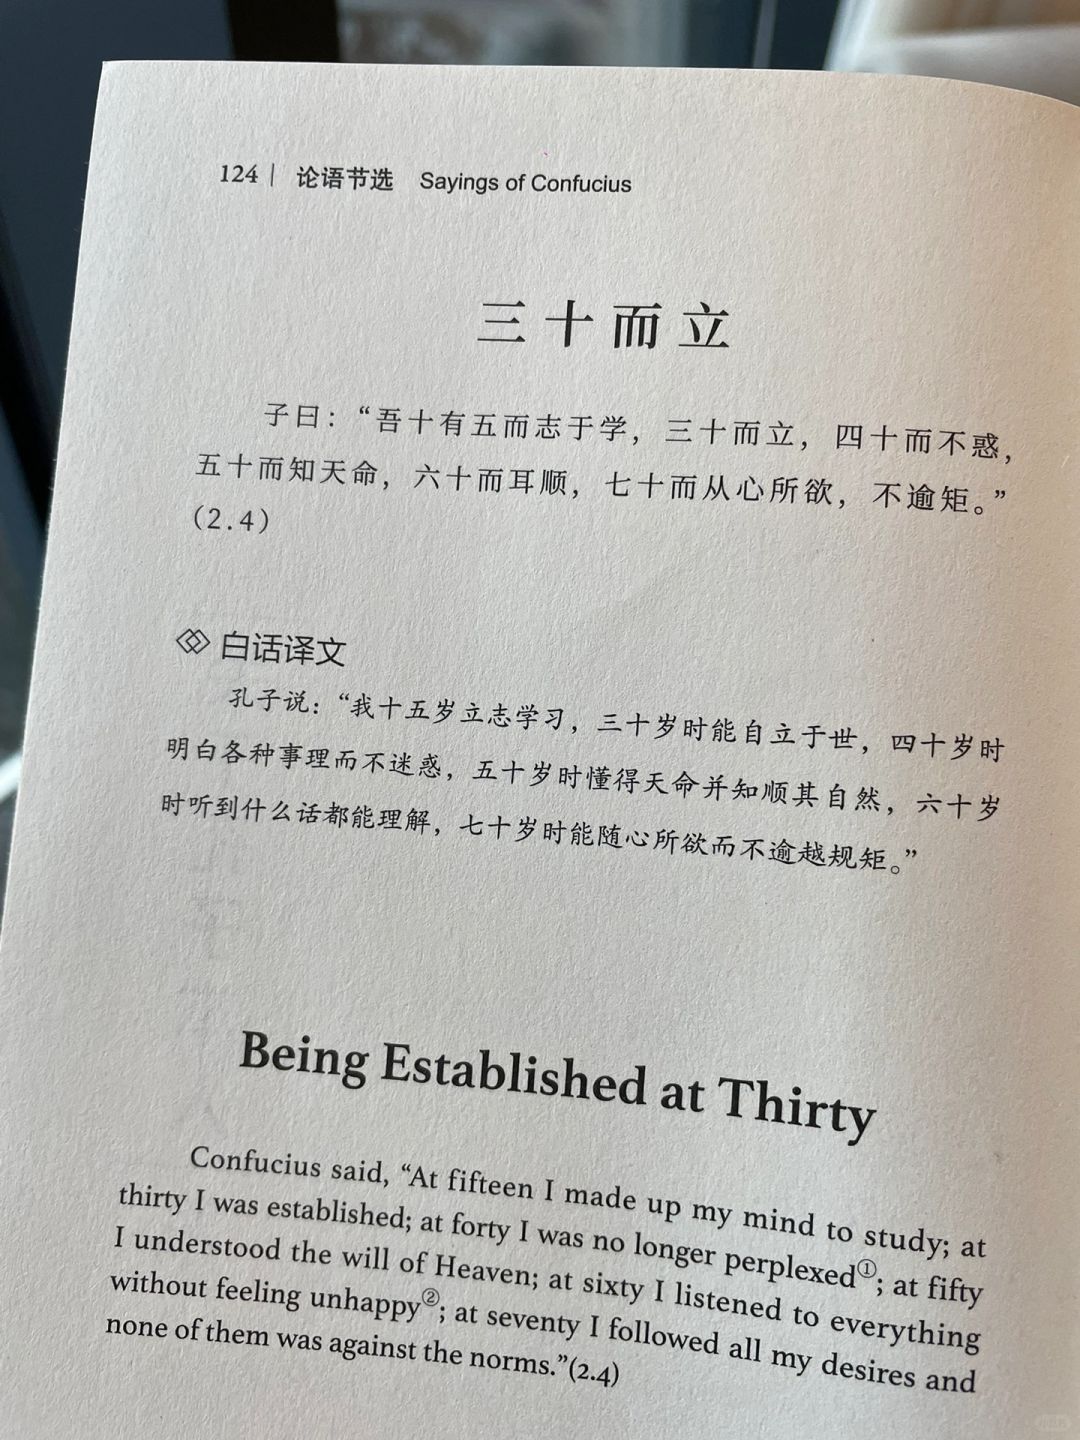 124 | 论语节选 Sayings of Confucius
三十而立
子曰：“吾十有五而志于学，三十而立，四十而不惑，
五十而知天命，六十而耳顺，七十而从心所欲，不逾矩。”
（2.4）
白话译文
孔子说：“我十五岁立志学习，三十岁时能自立于世，四十岁时
明白各种事理而不迷惑，五十岁时懂得天命并知顺其自然，六十岁
时听到什么话都能理解，七十岁时能随心所欲而不逾越规矩。”
Being Established at Thirty
Confucius said, “At fifteen I made up my mind to study; at
thirty I was established; at forty I was no longer perplexed①; at fifty
I understood the will of Heaven; at sixty I listened to everything
without feeling unhappy②; at seventy I followed all my desires and
none of them was against the norms.”(2.4)